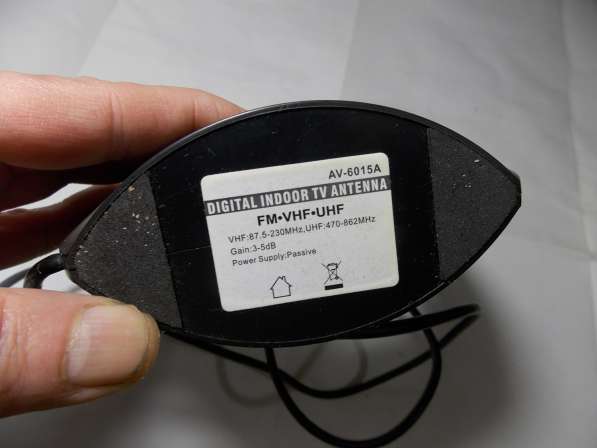 AV-6015A
DIGITAL INDOOR TV ANTENNA
FM•VHF•UHF
VHF:87.5-230MHz,UHF:470-862MHz
Gain:3-5dB
Power Supply:Passive